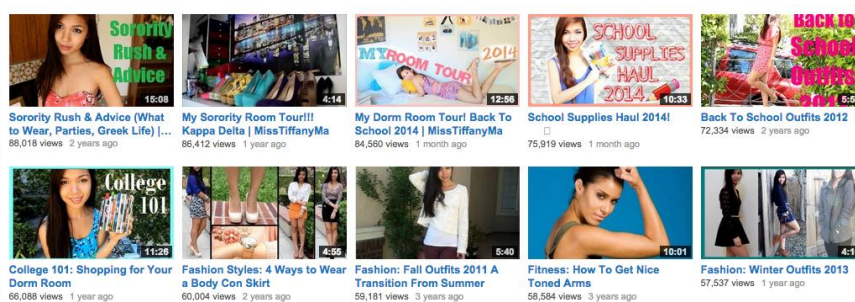 Sorority
Rush &
Advice
15:08
4:14
MY ROOM TOUR 2014
12:56
SCHOOL
SUPPLIES
HAUL
2014
10:33
Back to
School
Outfits
Sorority Rush & Advice (What
to Wear, Parties, Greek Life) |...
88,018 views 2 years ago
My Sorority Room Tour!!!
Kappa Delta | MissTiffanyMa
86,412 views 1 year ago
My Dorm Room Tour! Back To
School 2014 | MissTiffanyMa
84,560 views 1 month ago
School Supplies Haul 2014!
75,919 views 1 month ago
Back To School Outfits 2012
72,334 views 2 years ago
College
101
11:26
4:55
5:40
10:01
College 101: Shopping for Your
Dorm Room
66,088 views 1 year ago
Fashion Styles: 4 Ways to Wear
a Body Con Skirt
60,004 views 2 years ago
Fashion: Fall Outfits 2011 A
Transition From Summer
59,181 views 3 years ago
Fitness: How To Get Nice
Toned Arms
58,584 views 3 years ago
Fashion: Winter Outfits 2013
57,537 views 1 year ago